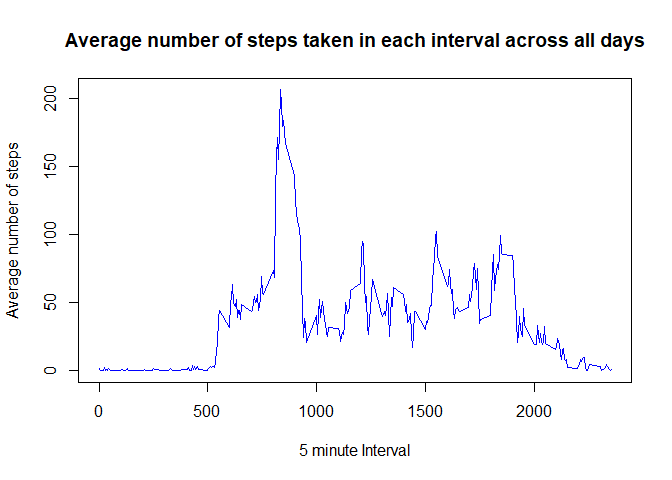 Average number of steps taken in each interval across all days
Average number of steps
200
150
100
50
0
0 500 1000 1500 2000
5 minute Interval